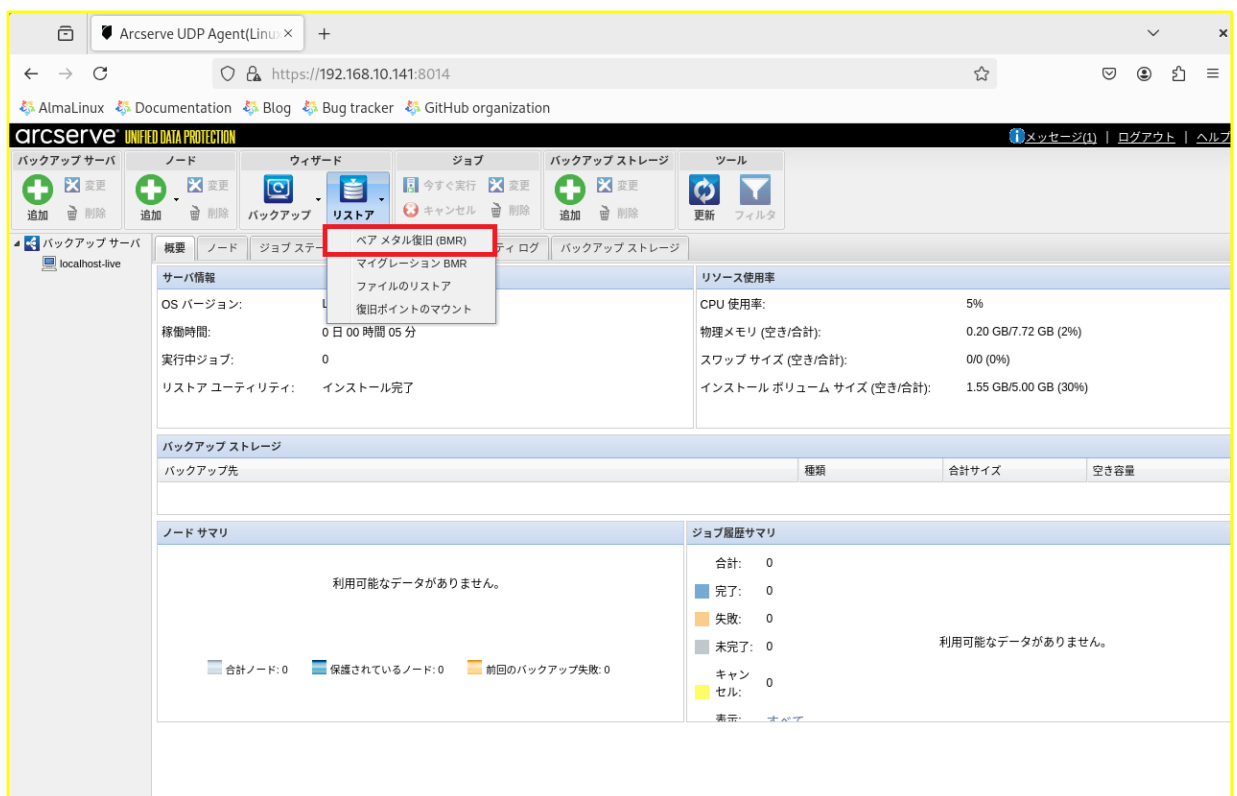 Arcserve UDP Agent(Linu
https://192.168.10.141:8014
AlmaLinux Documentation Blog Bug tracker GitHub organization
arcserve UNIFIED DATA PROTECTION メッセージ(1) | ログアウト | ヘルプ
バックアップ サーバ ノード ウィザード ジョブ バックアップ ストレージ ツール
変更 変更 今すぐ実行 変更 変更
追加 削除 追加 削除 バックアップ リストア キャンセル 削除 追加 削除 更新 フィルタ
バックアップ サーバ 概要 ノード ジョブ ステー ティ ログ バックアップ ストレージ
localhost-live
ベア メタル復旧 (BMR)
マイグレーション BMR
ファイルのリストア
復旧ポイントのマウント
サーバ情報 リソース使用率
OS バージョン: CPU 使用率: 5%
稼働時間: 0 日 00 時間 05 分 物理メモリ (空き/合計): 0.20 GB/7.72 GB (2%)
実行中ジョブ: 0 スワップ サイズ (空き/合計): 0/0 (0%)
リストア ユーティリティ: インストール完了 インストール ボリューム サイズ (空き/合計): 1.55 GB/5.00 GB (30%)
バックアップ ストレージ
バックアップ先 種類 合計サイズ 空き容量
ノード サマリ ジョブ履歴サマリ
利用可能なデータがありません。
合計ノード: 0 保護されているノード: 0 前回のバックアップ失敗: 0
合計: 0
完了: 0
失敗: 0
未完了: 0
キャンセル: 0
表示: すべて
利用可能なデータがありません。